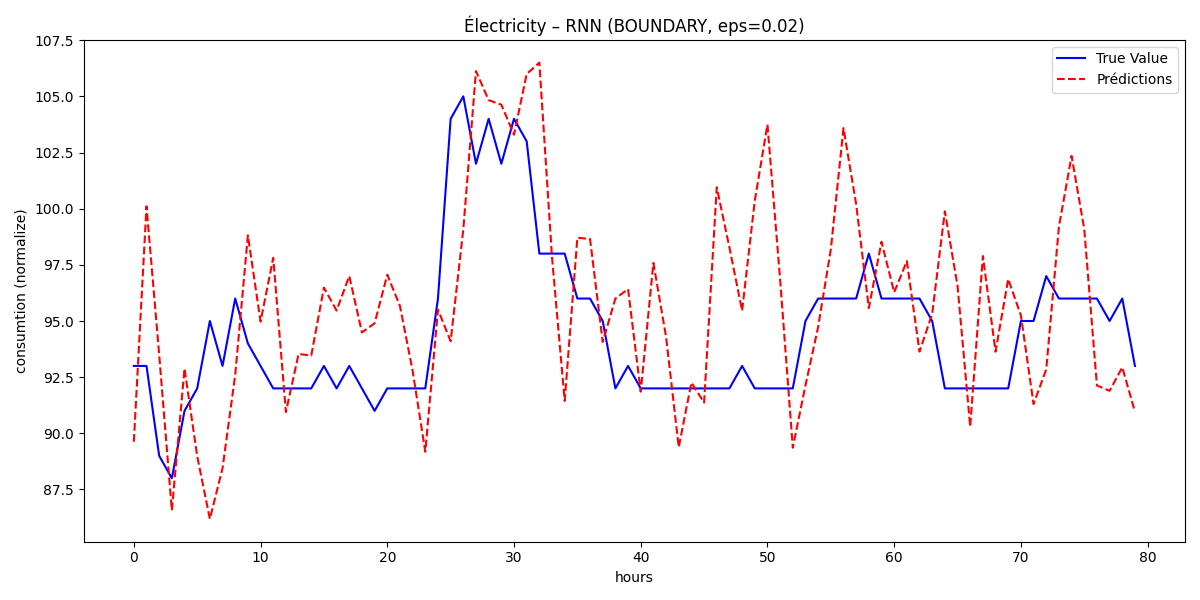 Électricity – RNN (BOUNDARY, eps=0.02)
107.5
105.0
102.5
100.0
97.5
95.0
92.5
90.0
87.5
consumtion (normalize)
True Value
Prédictions
0 10 20 30 40 50 60 70 80
hours